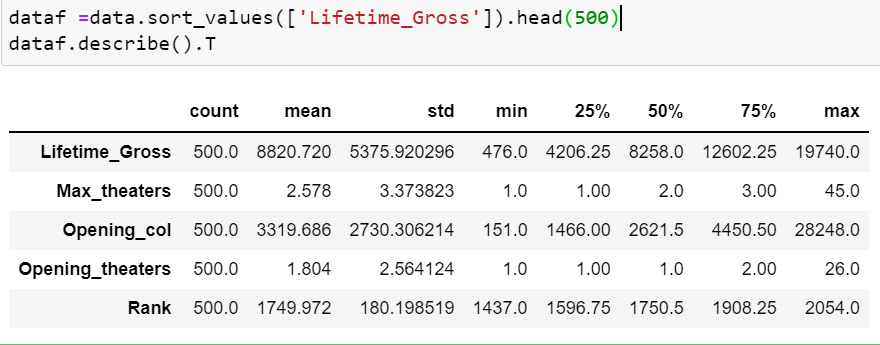 dataf =data.sort_values(['Lifetime_Gross']).head(500)
dataf.describe().T
count mean std min 25% 50% 75% max
Lifetime_Gross 500.0 8820.720 5375.920296 476.0 4206.25 8258.0 12602.25 19740.0
Max_theaters 500.0 2.578 3.373823 1.0 1.00 2.0 3.00 45.0
Opening_col 500.0 3319.686 2730.306214 151.0 1466.00 2621.5 4450.50 28248.0
Opening_theaters 500.0 1.804 2.564124 1.0 1.00 1.0 2.00 26.0
Rank 500.0 1749.972 180.198519 1437.0 1596.75 1750.5 1908.25 2054.0